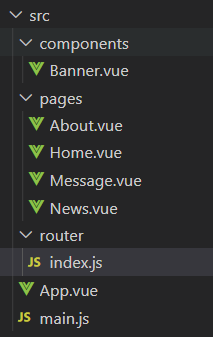 src
components
Banner.vue
pages
About.vue
Home.vue
Message.vue
News.vue
router
JS index.js
App.vue
JS main.js